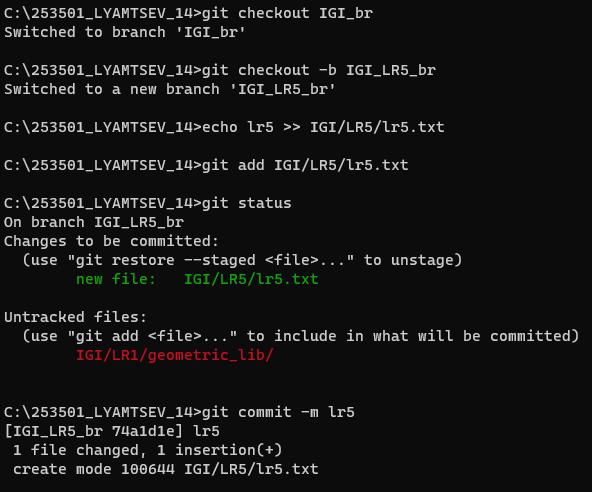 C:\253501_LYAMTSEV_14>git checkout IGI_br
Switched to branch 'IGI_br'
C:\253501_LYAMTSEV_14>git checkout -b IGI_LR5_br
Switched to a new branch 'IGI_LR5_br'
C:\253501_LYAMTSEV_14>echo lr5 >> IGI/LR5/lr5.txt
C:\253501_LYAMTSEV_14>git add IGI/LR5/lr5.txt
C:\253501_LYAMTSEV_14>git status
On branch IGI_LR5_br
Changes to be committed:
  (use "git restore --staged <file>..." to unstage)
        new file:   IGI/LR5/lr5.txt
Untracked files:
  (use "git add <file>..." to include in what will be committed)
        IGI/LR1/geometric_lib/
C:\253501_LYAMTSEV_14>git commit -m lr5
[IGI_LR5_br 74a1d1e] lr5
 1 file changed, 1 insertion(+)
 create mode 100644 IGI/LR5/lr5.txt